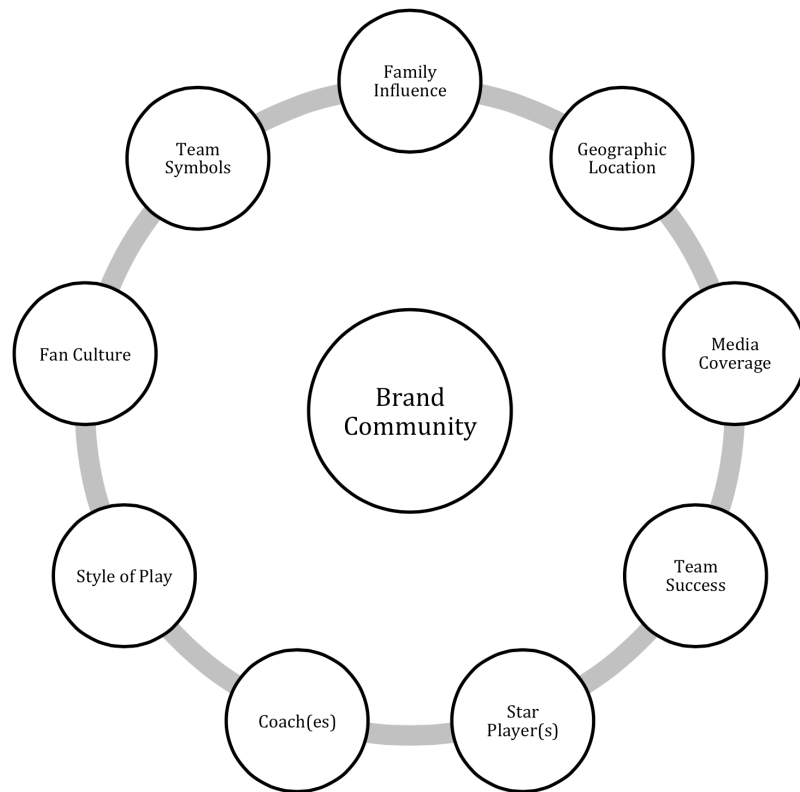 Family
Influence
Geographic
Location
Media
Coverage
Team
Success
Star
Player(s)
Coach(es)
Style of Play
Fan Culture
Team
Symbols
Brand
Community